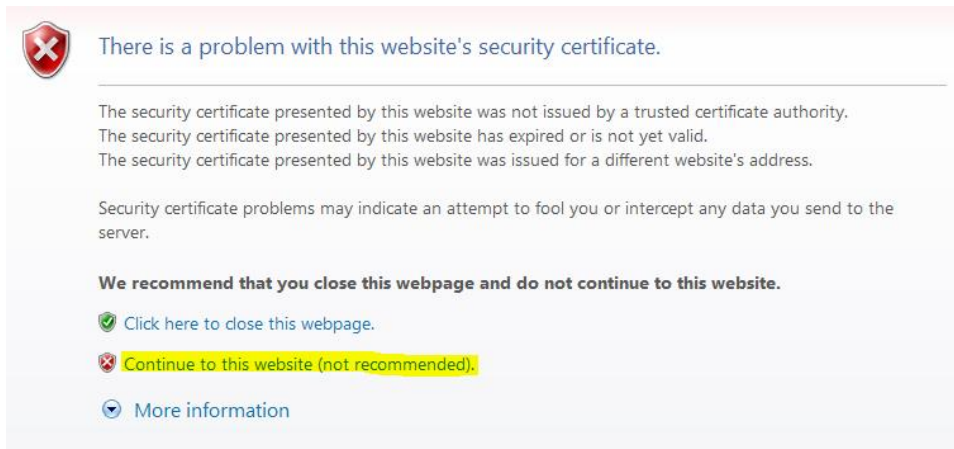 There is a problem with this website's security certificate.
The security certificate presented by this website was not issued by a trusted certificate authority.
The security certificate presented by this website has expired or is not yet valid.
The security certificate presented by this website was issued for a different website's address.
Security certificate problems may indicate an attempt to fool you or intercept any data you send to the
server.
We recommend that you close this webpage and do not continue to this website.
Click here to close this webpage.
Continue to this website (not recommended).
More information